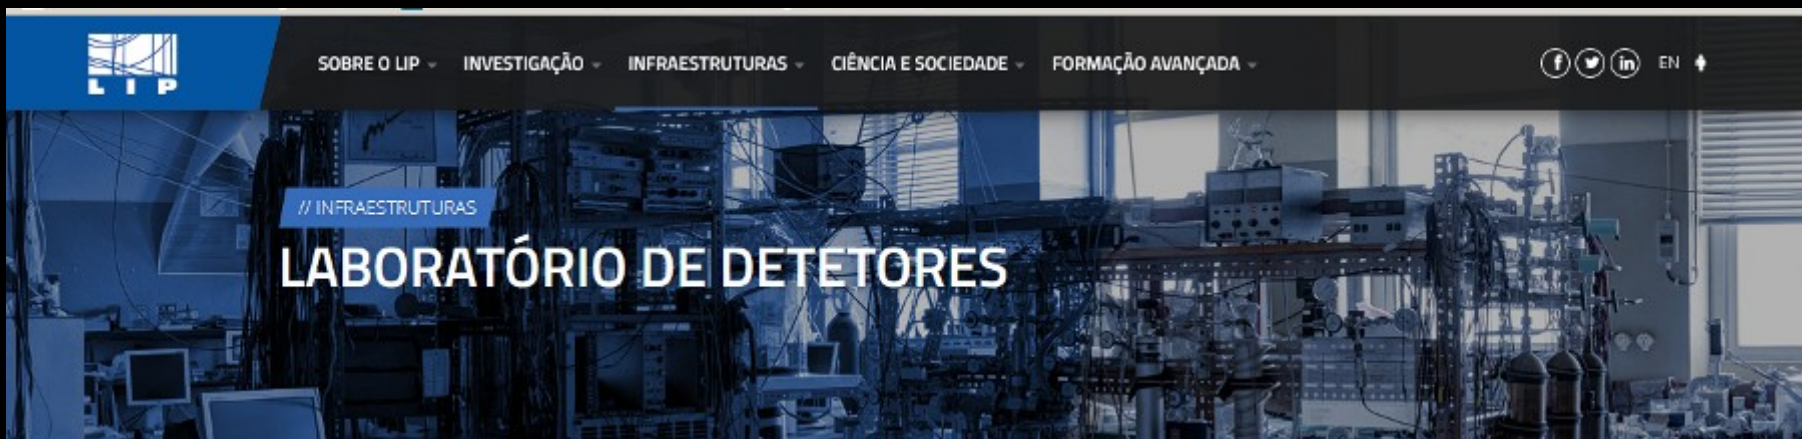 LIP
SOBRE O LIP INVESTIGAÇÃO INFRAESTRUTURAS CIÊNCIA E SOCIEDADE FORMAÇÃO AVANÇADA EN
// INFRAESTRUTURAS
LABORATÓRIO DE DETETORES